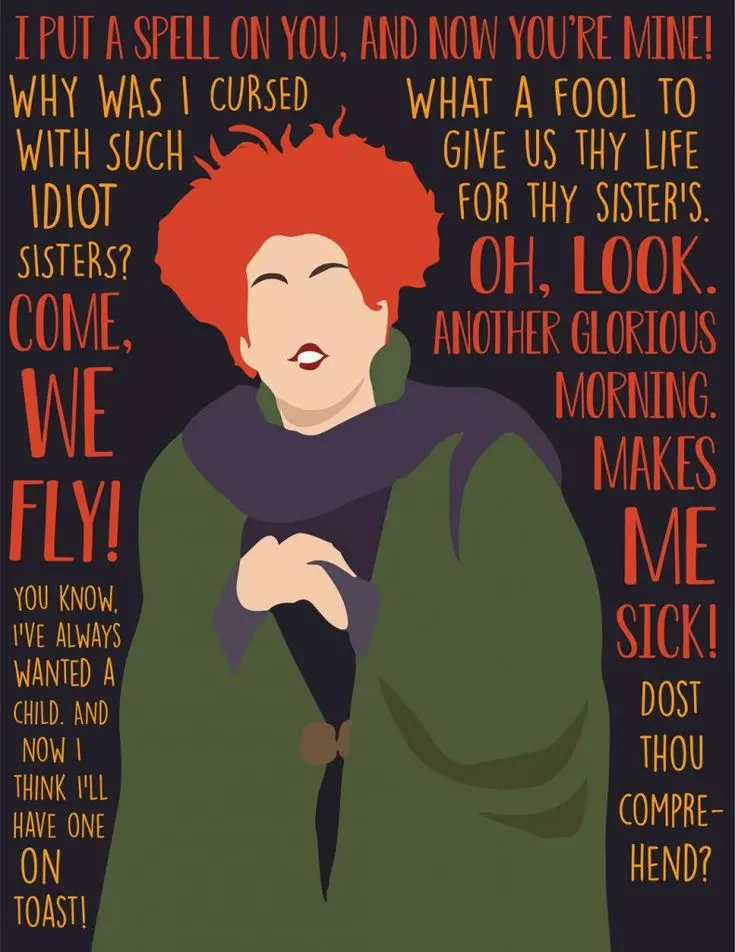 I PUT A SPELL ON YOU, AND NOW YOU'RE MINE!
WHY WAS I CURSED
WITH SUCH
IDIOT
SISTERS?
COME,
WE
FLY!
YOU KNOW,
I'VE ALWAYS
WANTED A
CHILD. AND
NOW I
THINK I'LL
HAVE ONE
ON
TOAST!
WHAT A FOOL TO
GIVE US THY LIFE
FOR THY SISTER'S.
OH, LOOK.
ANOTHER GLORIOUS
MORNING.
MAKES
ME
SICK!
DOST
THOU
COMPRE-
HEND?